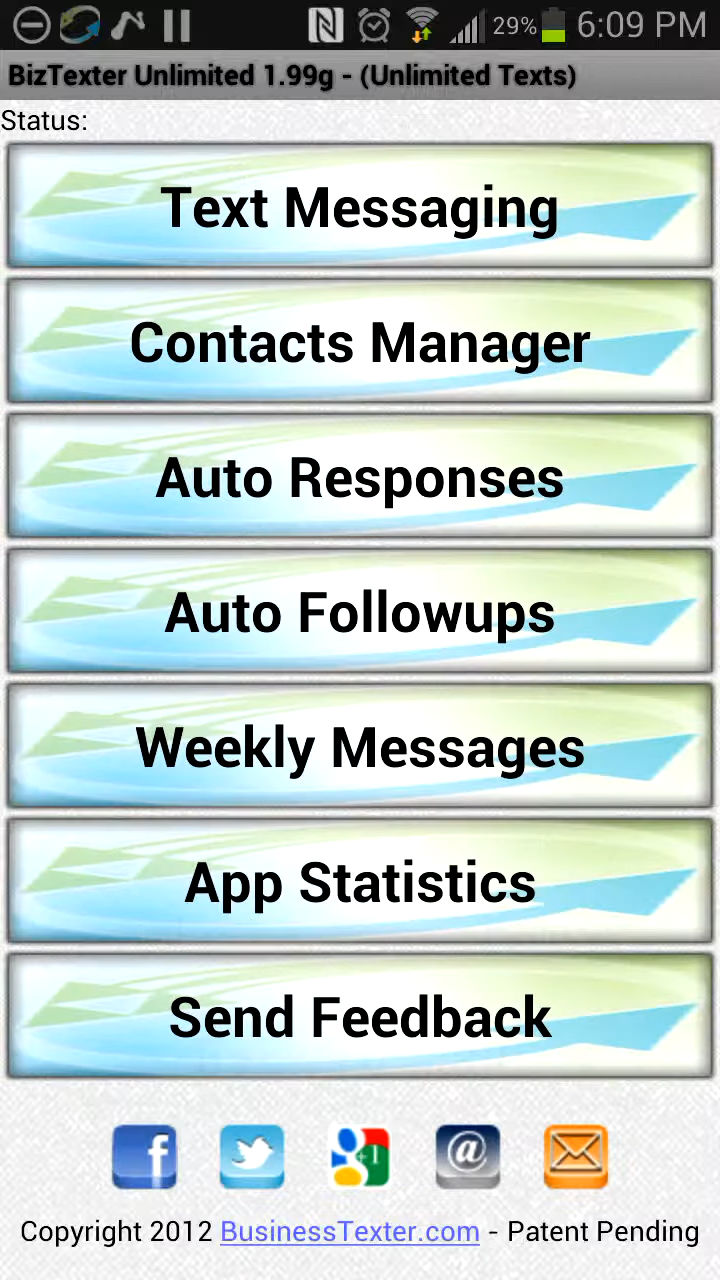 29% 6:09 PM
BizTexter Unlimited 1.99g - (Unlimited Texts)
Status:
Text Messaging
Contacts Manager
Auto Responses
Auto Followups
Weekly Messages
App Statistics
Send Feedback
f +1 @
Copyright 2012 BusinessTexter.com - Patent Pending